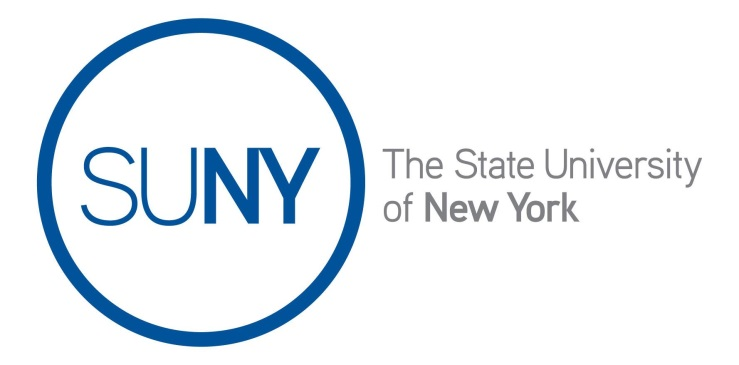 SUNY
The State University
of New York